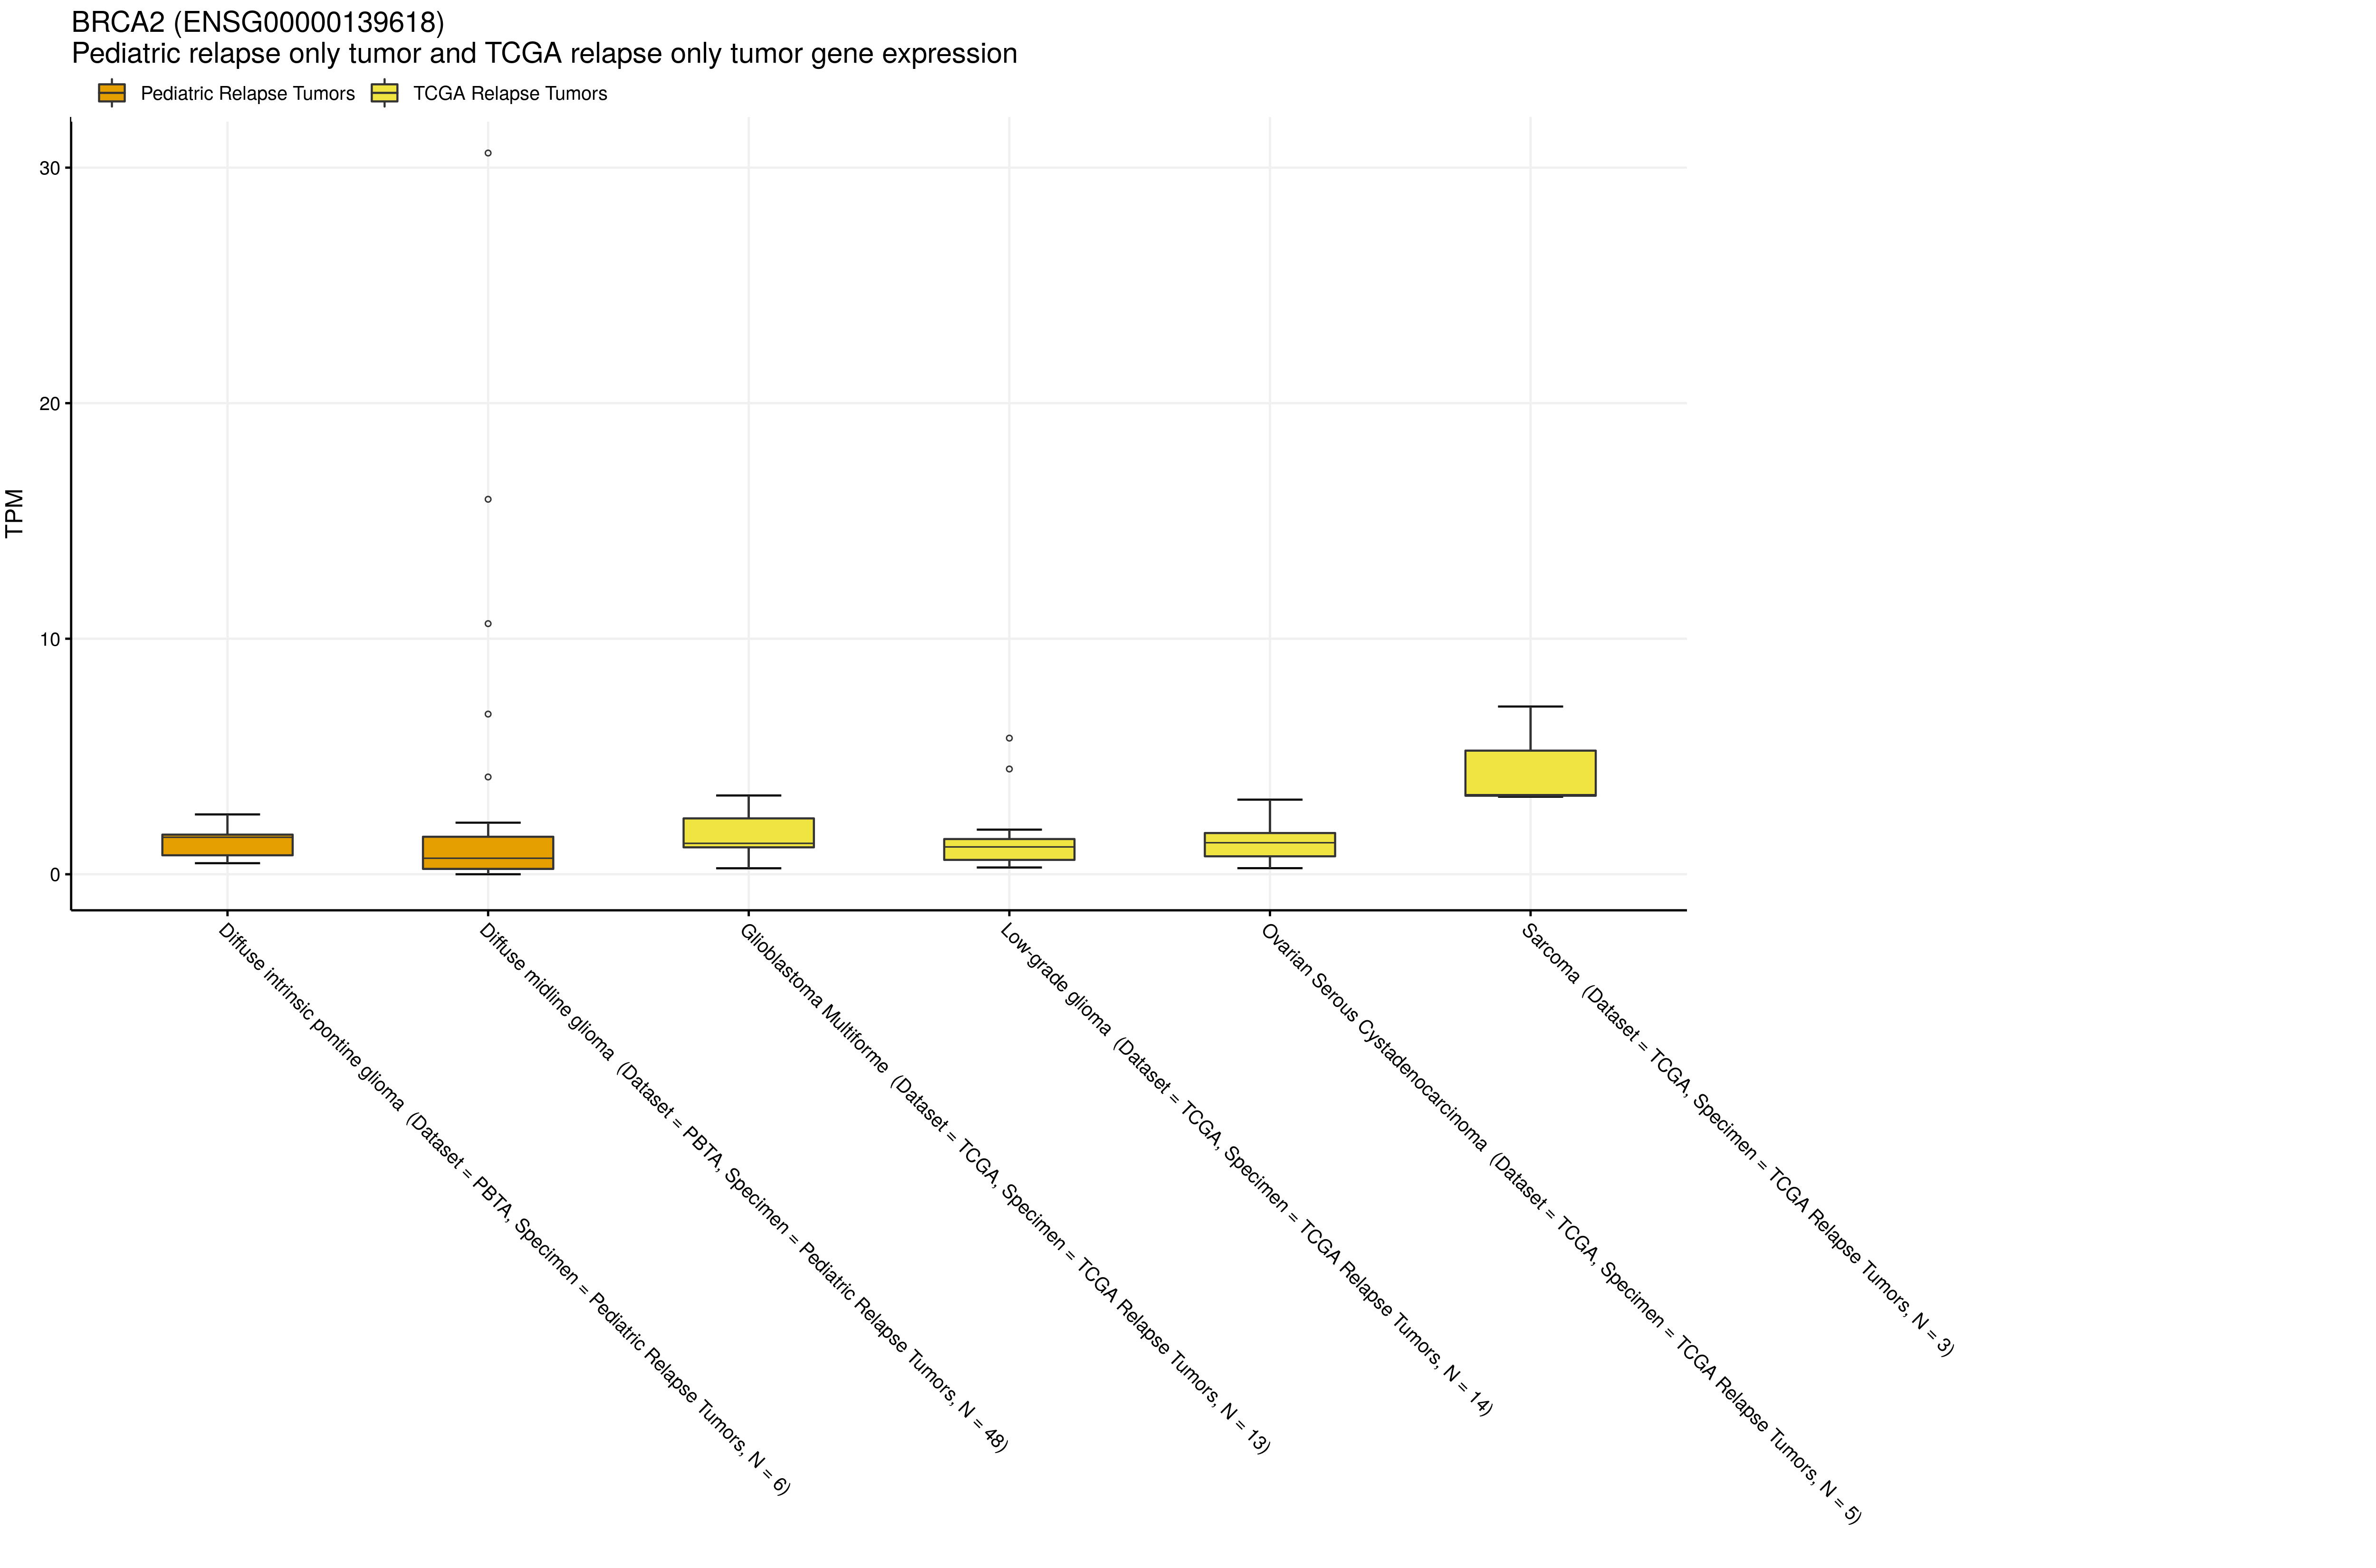 BRCA2 (ENSG00000139618)
Pediatric relapse only tumor and TCGA relapse only tumor gene expression
Pediatric Relapse Tumors
TCGA Relapse Tumors
30
20
10
0
TPM
Diffuse intrinsic pontine glioma  (Dataset = PBTA, Specimen = Pediatric Relapse Tumors, N = 6)
Diffuse midline glioma  (Dataset = PBTA, Specimen = Pediatric Relapse Tumors, N = 48)
Glioblastoma Multiforme  (Dataset = TCGA, Specimen = TCGA Relapse Tumors, N = 13)
Low-grade glioma  (Dataset = TCGA, Specimen = TCGA Relapse Tumors, N = 14)
Ovarian Serous Cystadenocarcinoma  (Dataset = TCGA, Specimen = TCGA Relapse Tumors, N = 5)
Sarcoma  (Dataset = TCGA, Specimen = TCGA Relapse Tumors, N = 3)